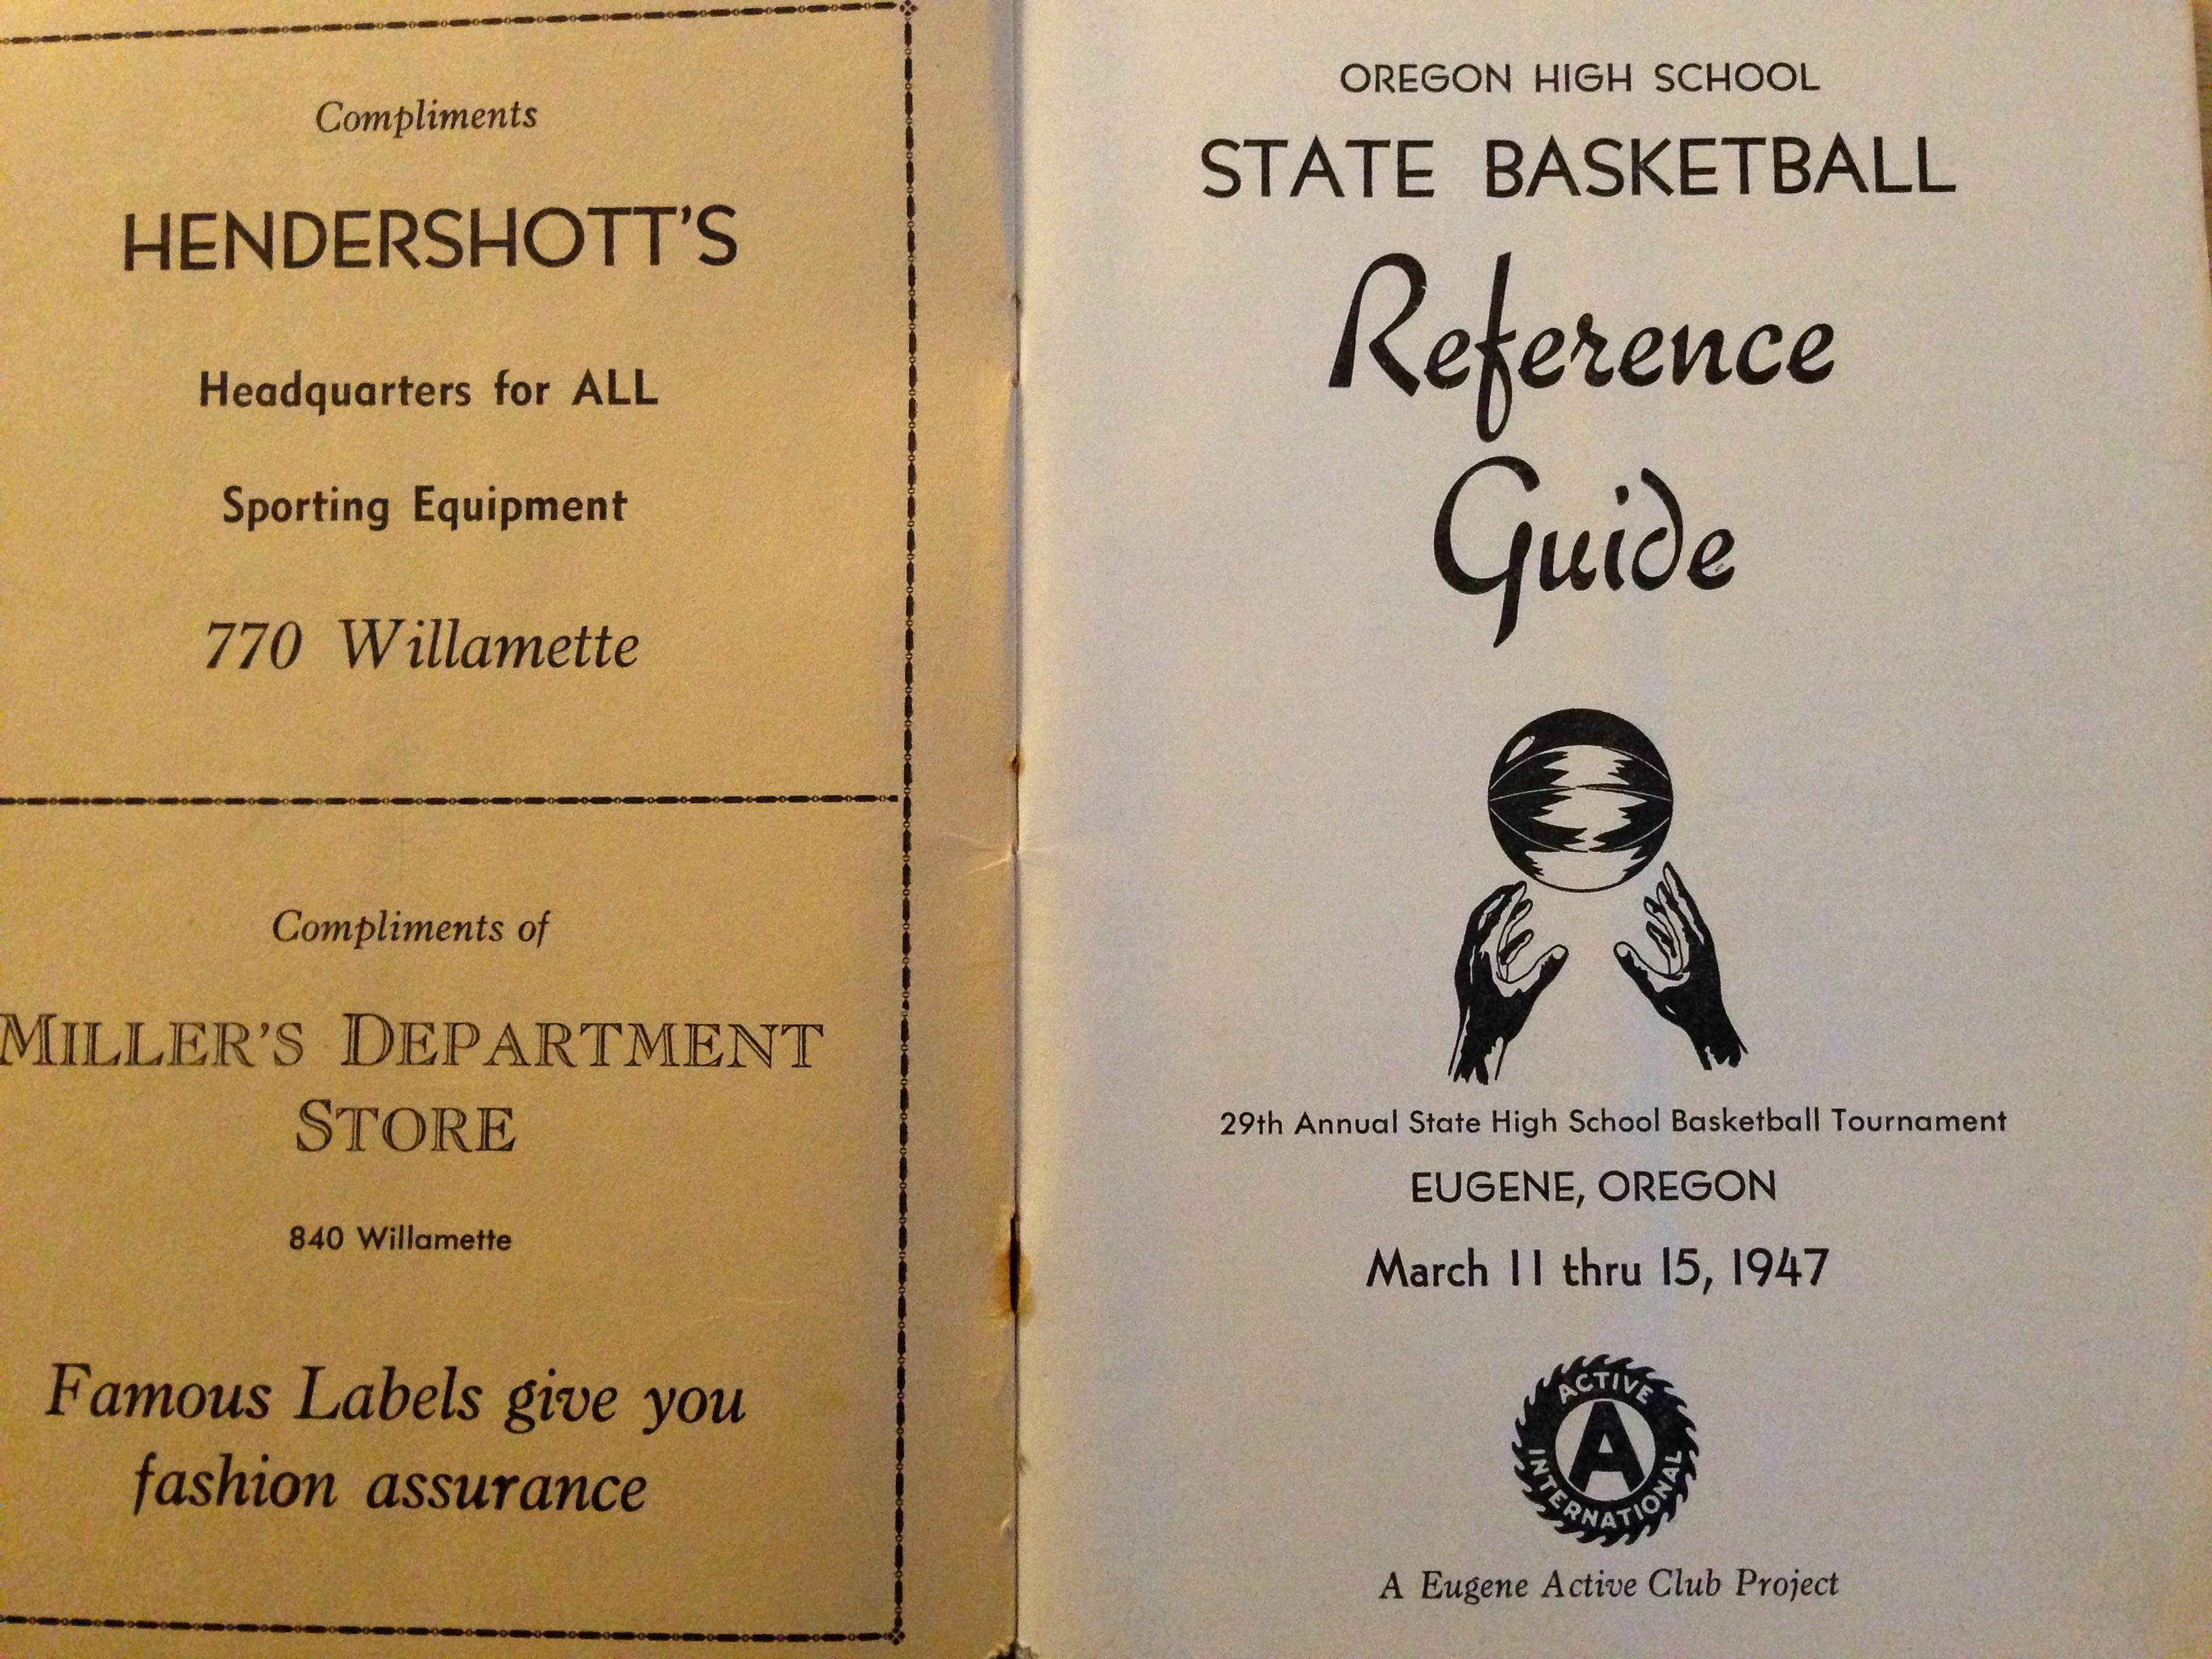 Compliments
HENDERSHOTT'S
Headquarters for ALL
Sporting Equipment
770 Willamette
Compliments of
MILLER'S DEPARTMENT
STORE
840 Willamette
Famous Labels give you
fashion assurance
OREGON HIGH SCHOOL
STATE BASKETBALL
Reference
Guide
29th Annual State High School Basketball Tournament
EUGENE, OREGON
March 11 thru 15, 1947
ACTIVE
A
INTERNATIONAL
A Eugene Active Club Project